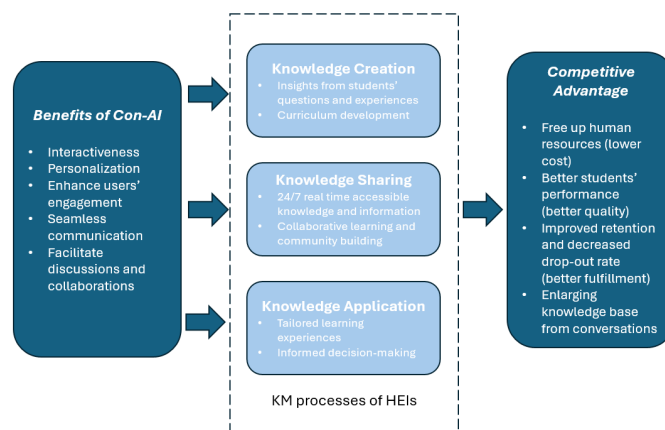 Benefits of Con-AI
• Interactiveness
• Personalization
• Enhance users'
engagement
• Seamless
communication
• Facilitate
discussions and
collaborations
Knowledge Creation
• Insights from students'
questions and experiences
• Curriculum development
Knowledge Sharing
• 24/7 real time accessible
knowledge and information
• Collaborative learning and
community building
Knowledge Application
• Tailored learning
experiences
• Informed decision-making
KM processes of HEIs
Competitive
Advantage
• Free up human
resources (lower
cost)
• Better students'
performance
(better quality)
• Improved retention
and decreased
drop-out rate
(better fulfillment)
• Enlarging
knowledge base
from conversations